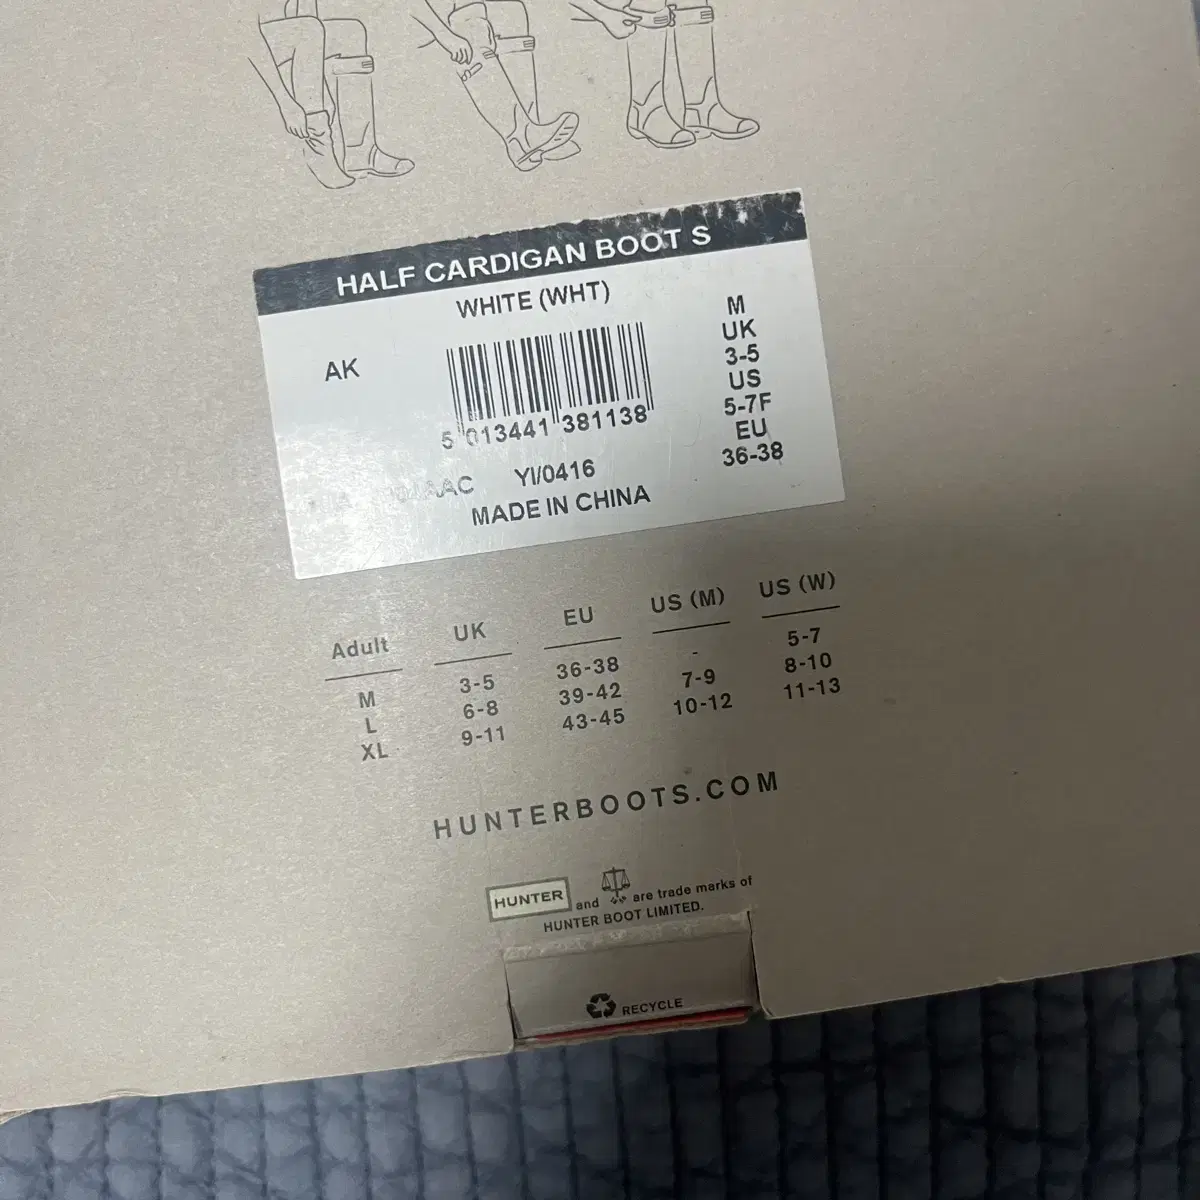 HALF CARDIGAN BOOT S
WHITE (WHT)
AK
M
UK
3-5
US
5-7F
EU
36-38
5 013441 381138
AAC
YI/0416
MADE IN CHINA
Adult UK EU US (M) US (W)
M 3-5 36-38 - 5-7
L 6-8 39-42 7-9 8-10
XL 9-11 43-45 10-12 11-13
HUNTERBOOTS.COM
HUNTER and are trade marks of
HUNTER BOOT LIMITED.
RECYCLE